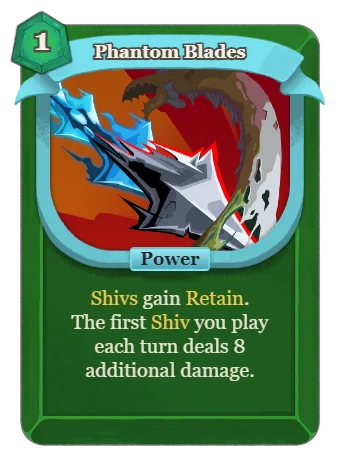 1
Phantom Blades
Power
Shivs gain Retain.
The first Shiv you play
each turn deals 8
additional damage.